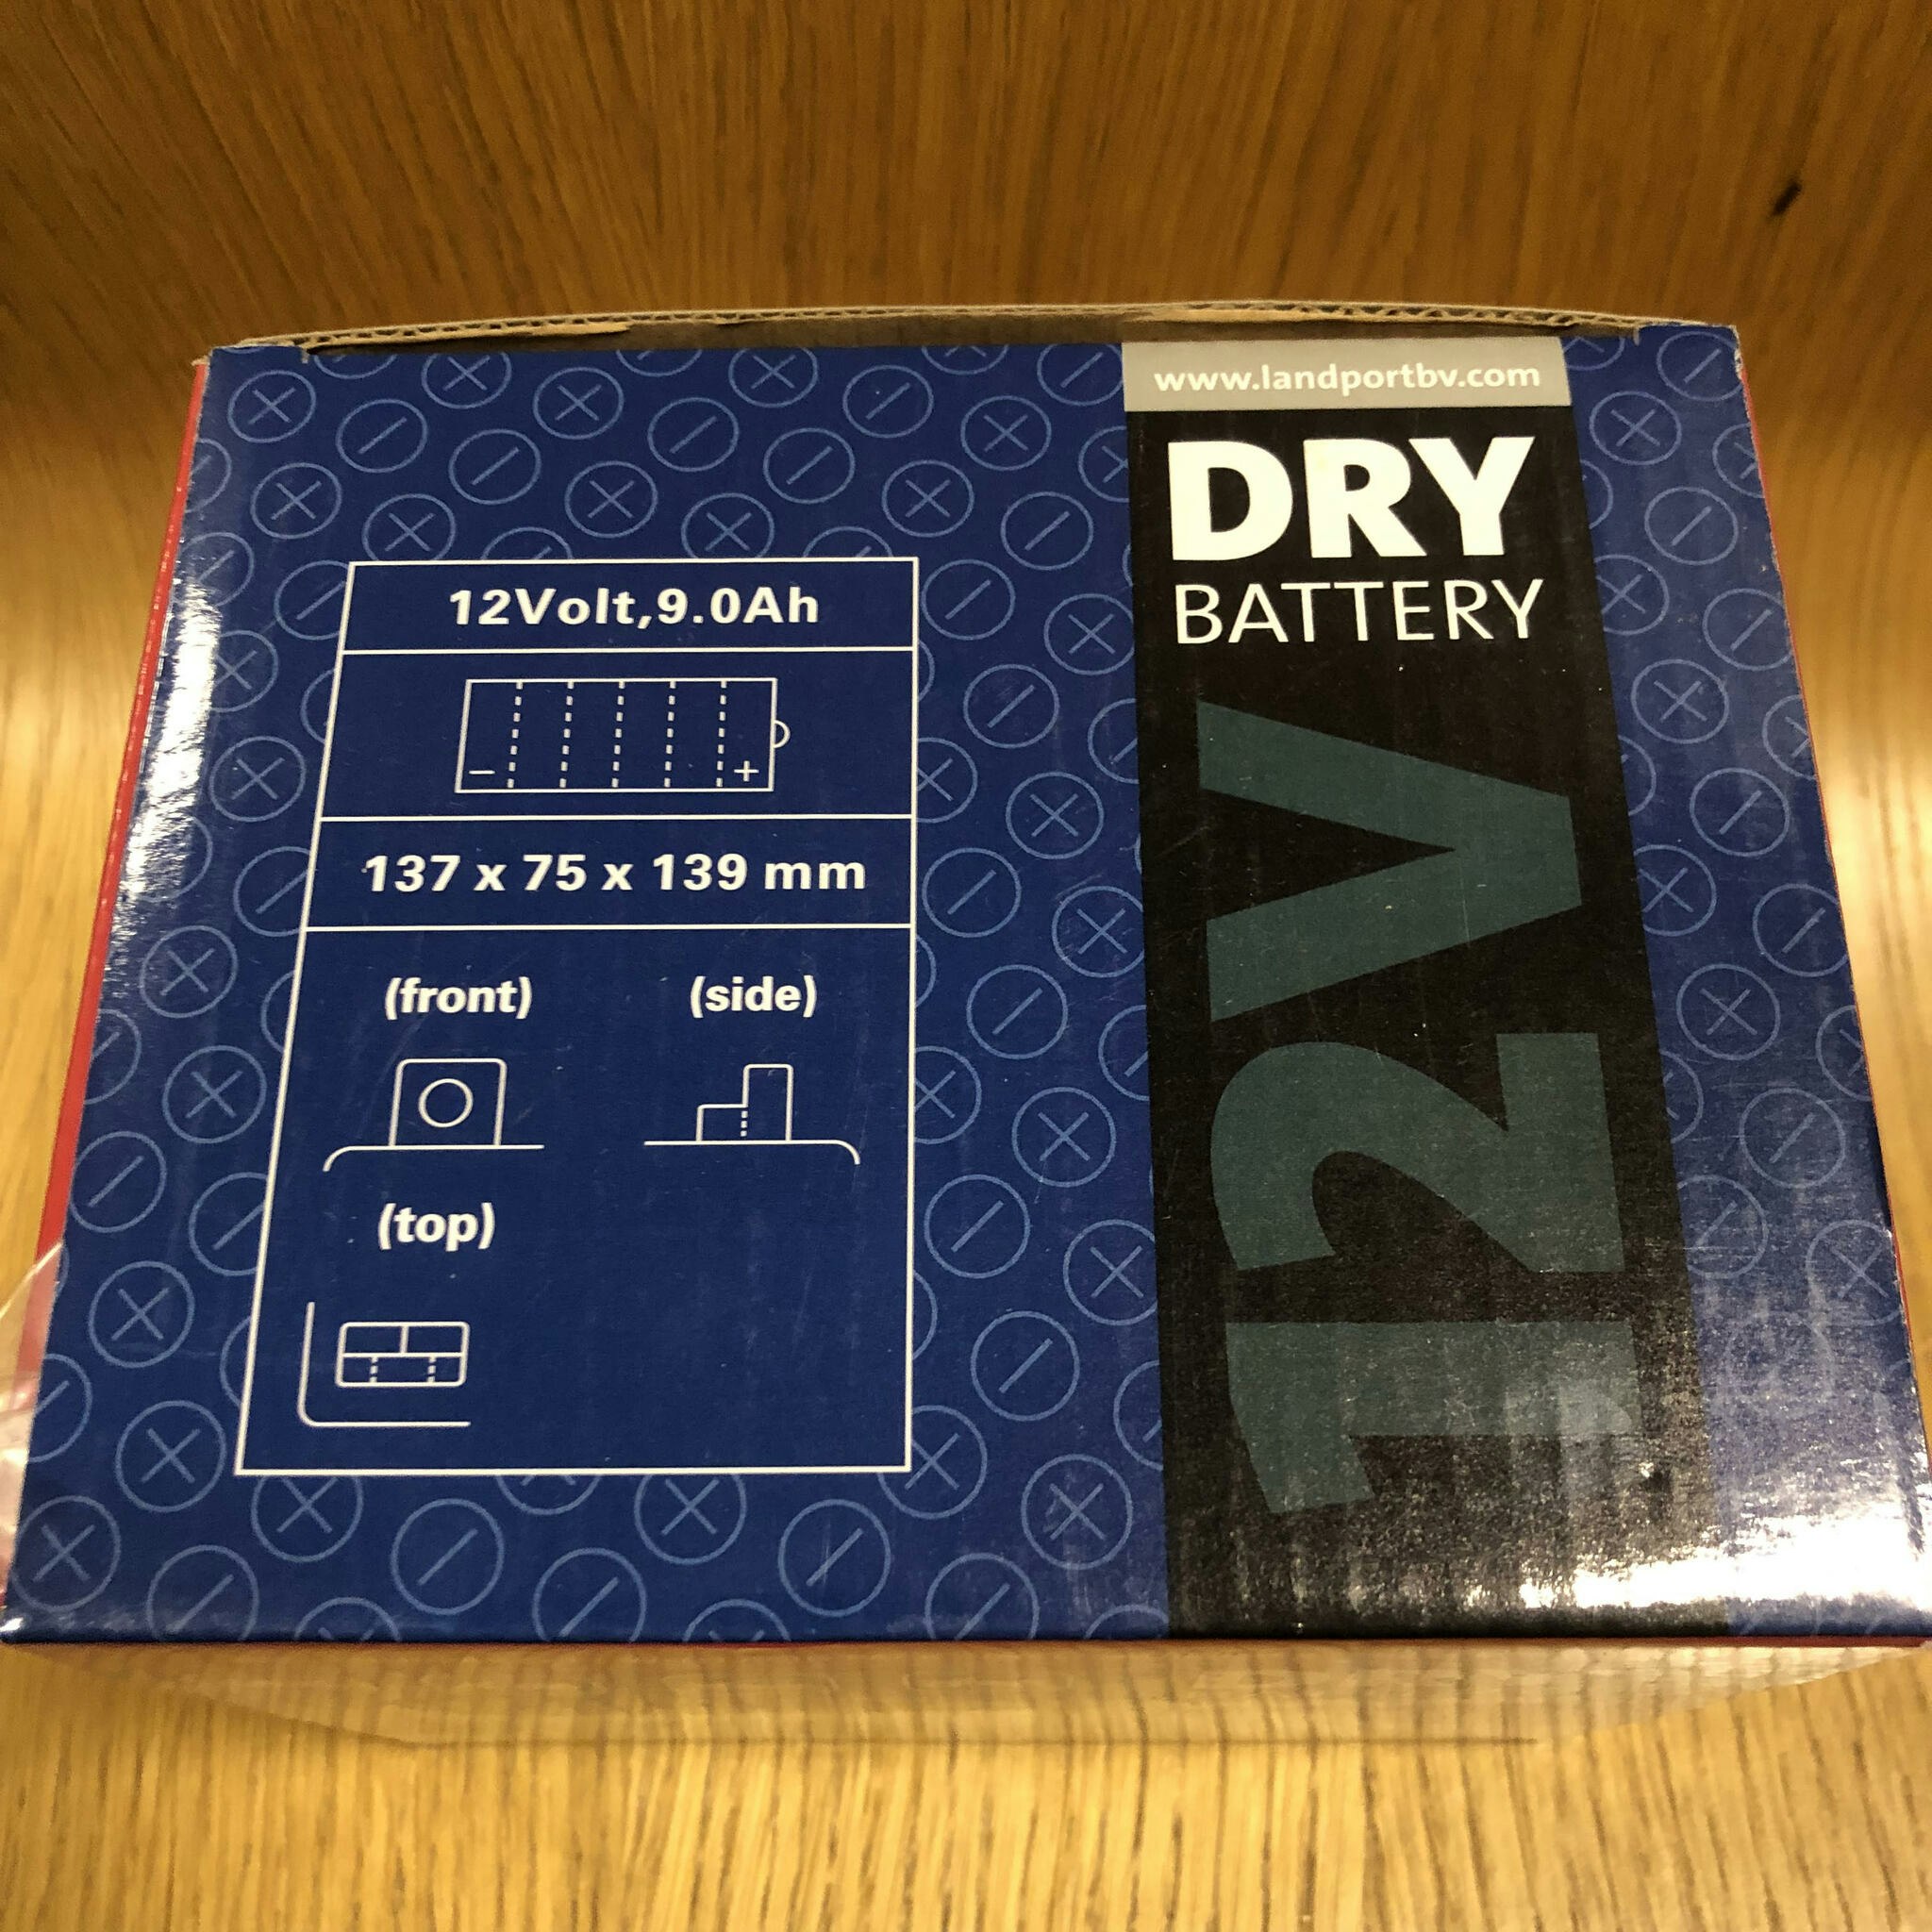 www.landportbv.com
DRY
BATTERY
12V
12Volt,9.0Ah
- +
137 x 75 x 139 mm
(front) (side)
(top)